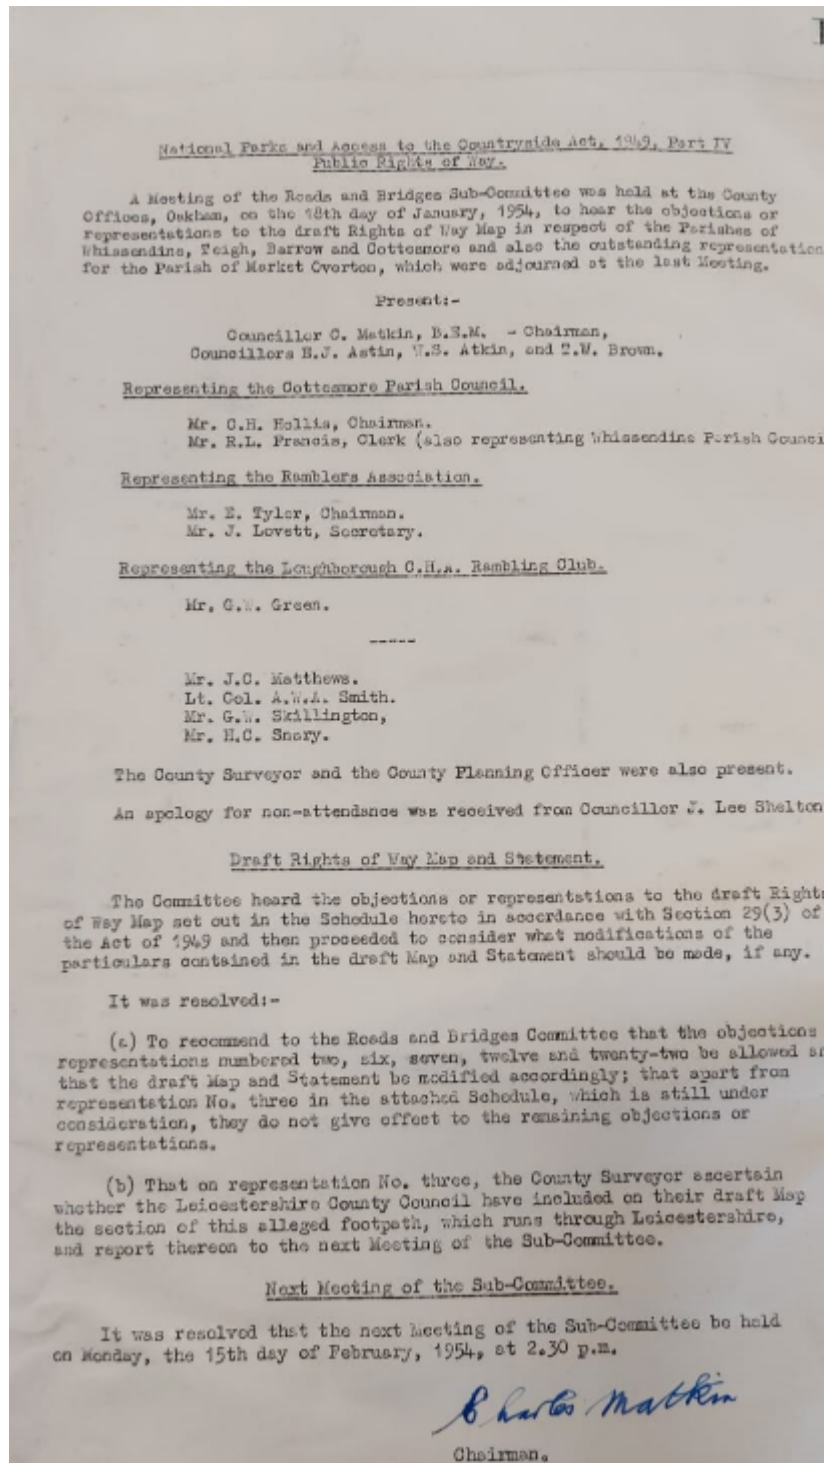 National Parks and Access to the Countryside Act, 1949, Part IV
Public Rights of Way.
A Meeting of the Roads and Bridges Sub-Committee was held at the County
Offices, Oakham, on the 18th day of January, 1954, to hear the objections or
representations to the draft Rights of Way Map in respect of the Parishes of
Whissendine, Teigh, Barrow and Cottesmore and also the outstanding representation
for the Parish of Market Overton, which were adjourned at the last Meeting.
Present:-
Councillor C. Matkin, B.E.M. - Chairman,
Councillors E.J. Astin, W.S. Atkin, and T.W. Brown.
Representing the Cottesmore Parish Council.
Mr. C.H. Hollis, Chairman.
Mr. R.L. Francis, Clerk (also representing Whissendine Parish Counci
Representing the Ramblers Association.
Mr. E. Tyler, Chairman.
Mr. J. Lovett, Secretary.
Representing the Loughborough C.H.A. Rambling Club.
Mr. G.W. Green.
-----
Mr. J.C. Matthews.
Lt. Col. A.W.A. Smith.
Mr. G.W. Skillington,
Mr. H.C. Snary.
The County Surveyor and the County Planning Officer were also present.
An apology for non-attendance was received from Councillor J. Lee Shelton
Draft Rights of Way Map and Statement.
The Committee heard the objections or representations to the draft Rights
of Way Map set out in the Schedule hereto in accordance with Section 29(3) of
the Act of 1949 and then proceeded to consider what modifications of the
particulars contained in the draft Map and Statement should be made, if any.
It was resolved:-
(a) To recommend to the Roads and Bridges Committee that the objections
representations numbered two, six, seven, twelve and twenty-two be allowed an
that the draft Map and Statement be modified accordingly; that apart from
representation No. three in the attached Schedule, which is still under
consideration, they do not give effect to the remaining objections or
representations.
(b) That on representation No. three, the County Surveyor ascertain
whether the Leicestershire County Council have included on their draft Map
the section of this alleged footpath, which runs through Leicestershire,
and report thereon to the next Meeting of the Sub-Committee.
Next Meeting of the Sub-Committee.
It was resolved that the next Meeting of the Sub-Committee be held
on Monday, the 15th day of February, 1954, at 2.30 p.m.
Charles Matkin
Chairman.